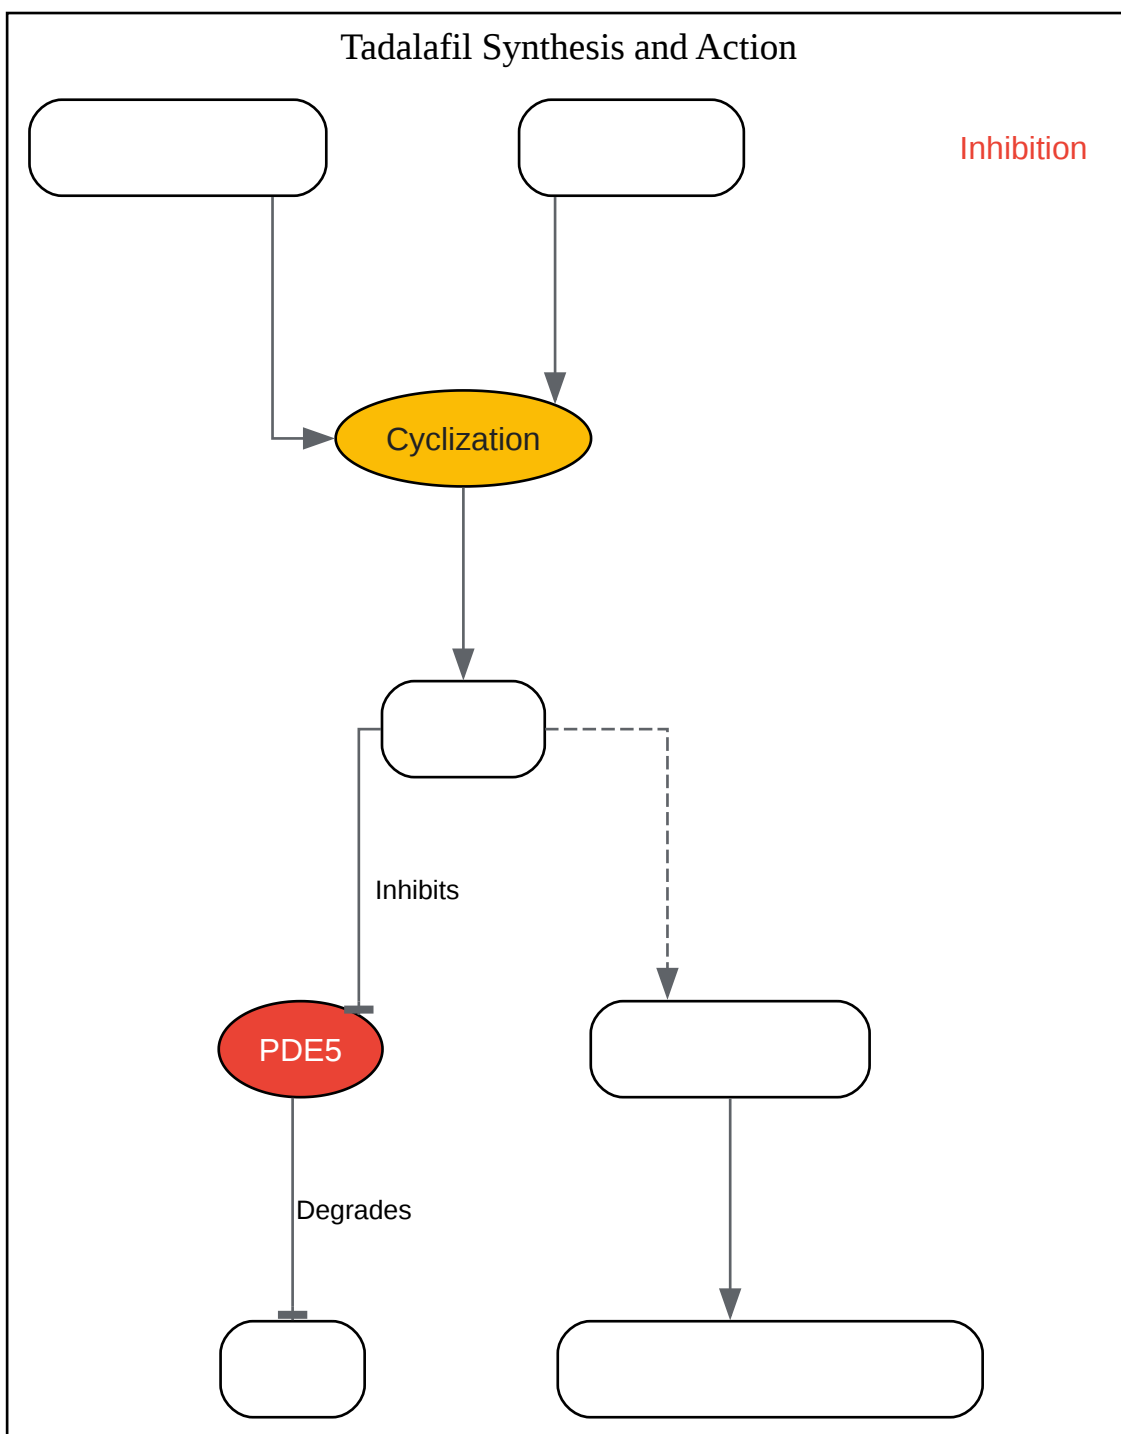 Tadalafil Synthesis and Action
Inhibition
Cyclization
Inhibits
PDE5
Degrades